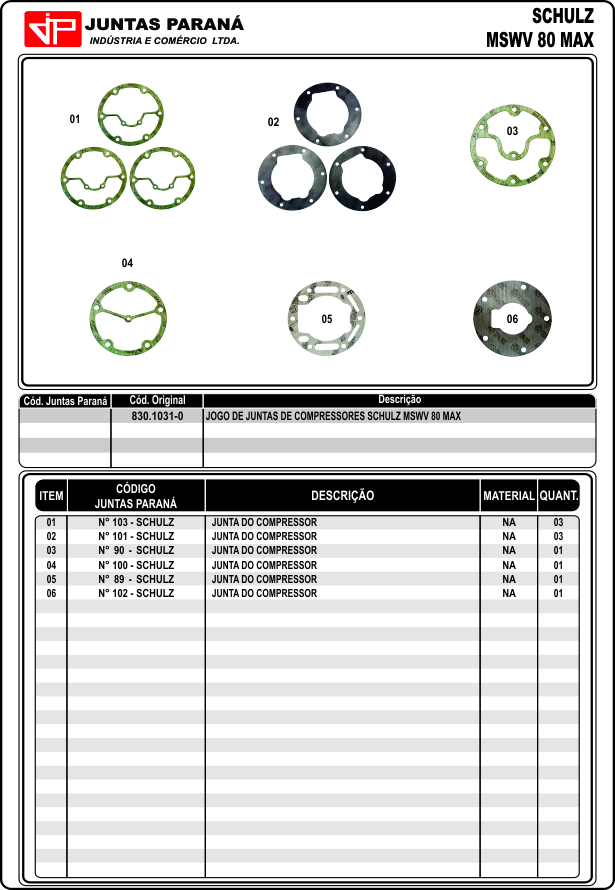 JP JUNTAS PARANÁ
INDÚSTRIA E COMÉRCIO LTDA.
SCHULZ
MSWV 80 MAX
01
02
03
04
05
06
Cód. Juntas Paraná Cód. Original Descrição
830.1031-0 JOGO DE JUNTAS DE COMPRESSORES SCHULZ MSWV 80 MAX
ITEM CÓDIGO JUNTAS PARANÁ DESCRIÇÃO MATERIAL QUANT.
01 N° 103 - SCHULZ JUNTA DO COMPRESSOR NA 03
02 N° 101 - SCHULZ JUNTA DO COMPRESSOR NA 03
03 N° 90 - SCHULZ JUNTA DO COMPRESSOR NA 01
04 N° 100 - SCHULZ JUNTA DO COMPRESSOR NA 01
05 N° 89 - SCHULZ JUNTA DO COMPRESSOR NA 01
06 N° 102 - SCHULZ JUNTA DO COMPRESSOR NA 01